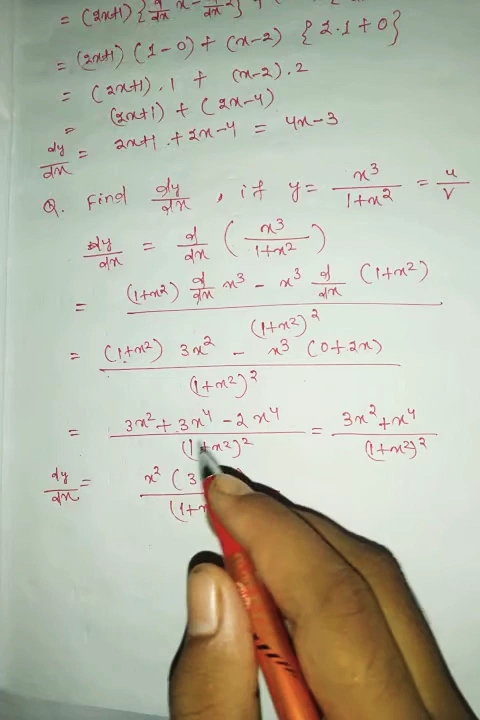 = (2x+1) { d/dx x -
= (2x+1) (1-0) + (x-2) {2.1+0}
= (2x+1).1 + (x-2).2
= (2x+1) + (2x-4)
dy/dx = 2x+1 + 2x-4 = 4x-3
Q. Find dy/dx, if y = x³/(1+x²) = u/v
dy/dx = d/dx (x³/(1+x²))
= ((1+x²) d/dx x³ - x³ d/dx (1+x²))/(1+x²)²
= ((1+x²) 3x² - x³ (0+2x))/(1+x²)²
= (3x² + 3x⁴ - 2x⁴)/(1+x²)² = (3x² + x⁴)/(1+x²)²
dy/dx = x² (3